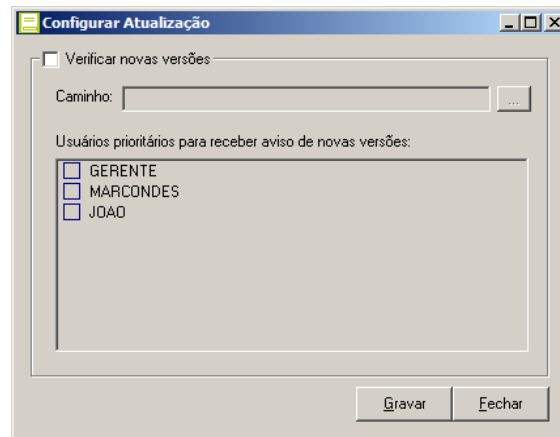 Configurar Atualização
Verificar novas versões
Caminho:
...
Usuários prioritários para receber aviso de novas versões:
GERENTE
MARCONDES
JOAO
Gravar Fechar